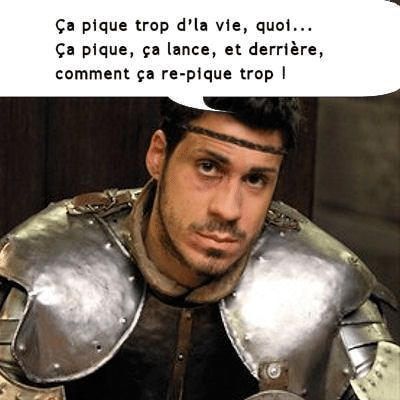 Ça pique trop d'la vie, quoi...
Ça pique, ça lance, et derrière,
comment ça re-pique trop !